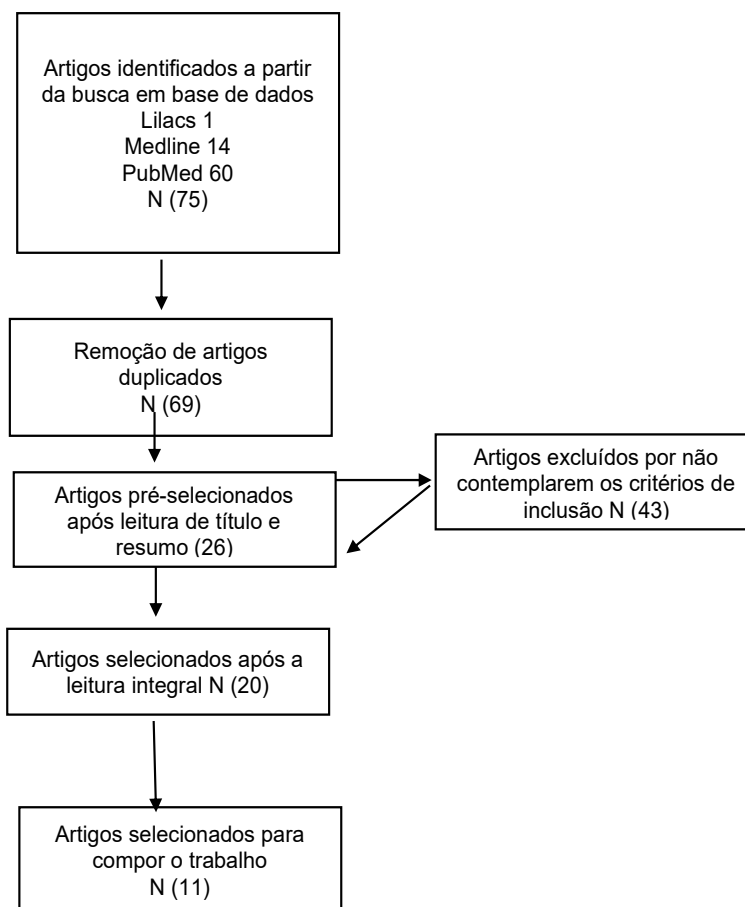 Artigos identificados a partir
da busca em base de dados
Lilacs 1
Medline 14
PubMed 60
N (75)
Remoção de artigos
duplicados
N (69)
Artigos pré-selecionados
após leitura de título e
resumo (26)
Artigos excluídos por não
contemplarem os critérios de
inclusão N (43)
Artigos selecionados após a
leitura integral N (20)
Artigos selecionados para
compor o trabalho
N (11)